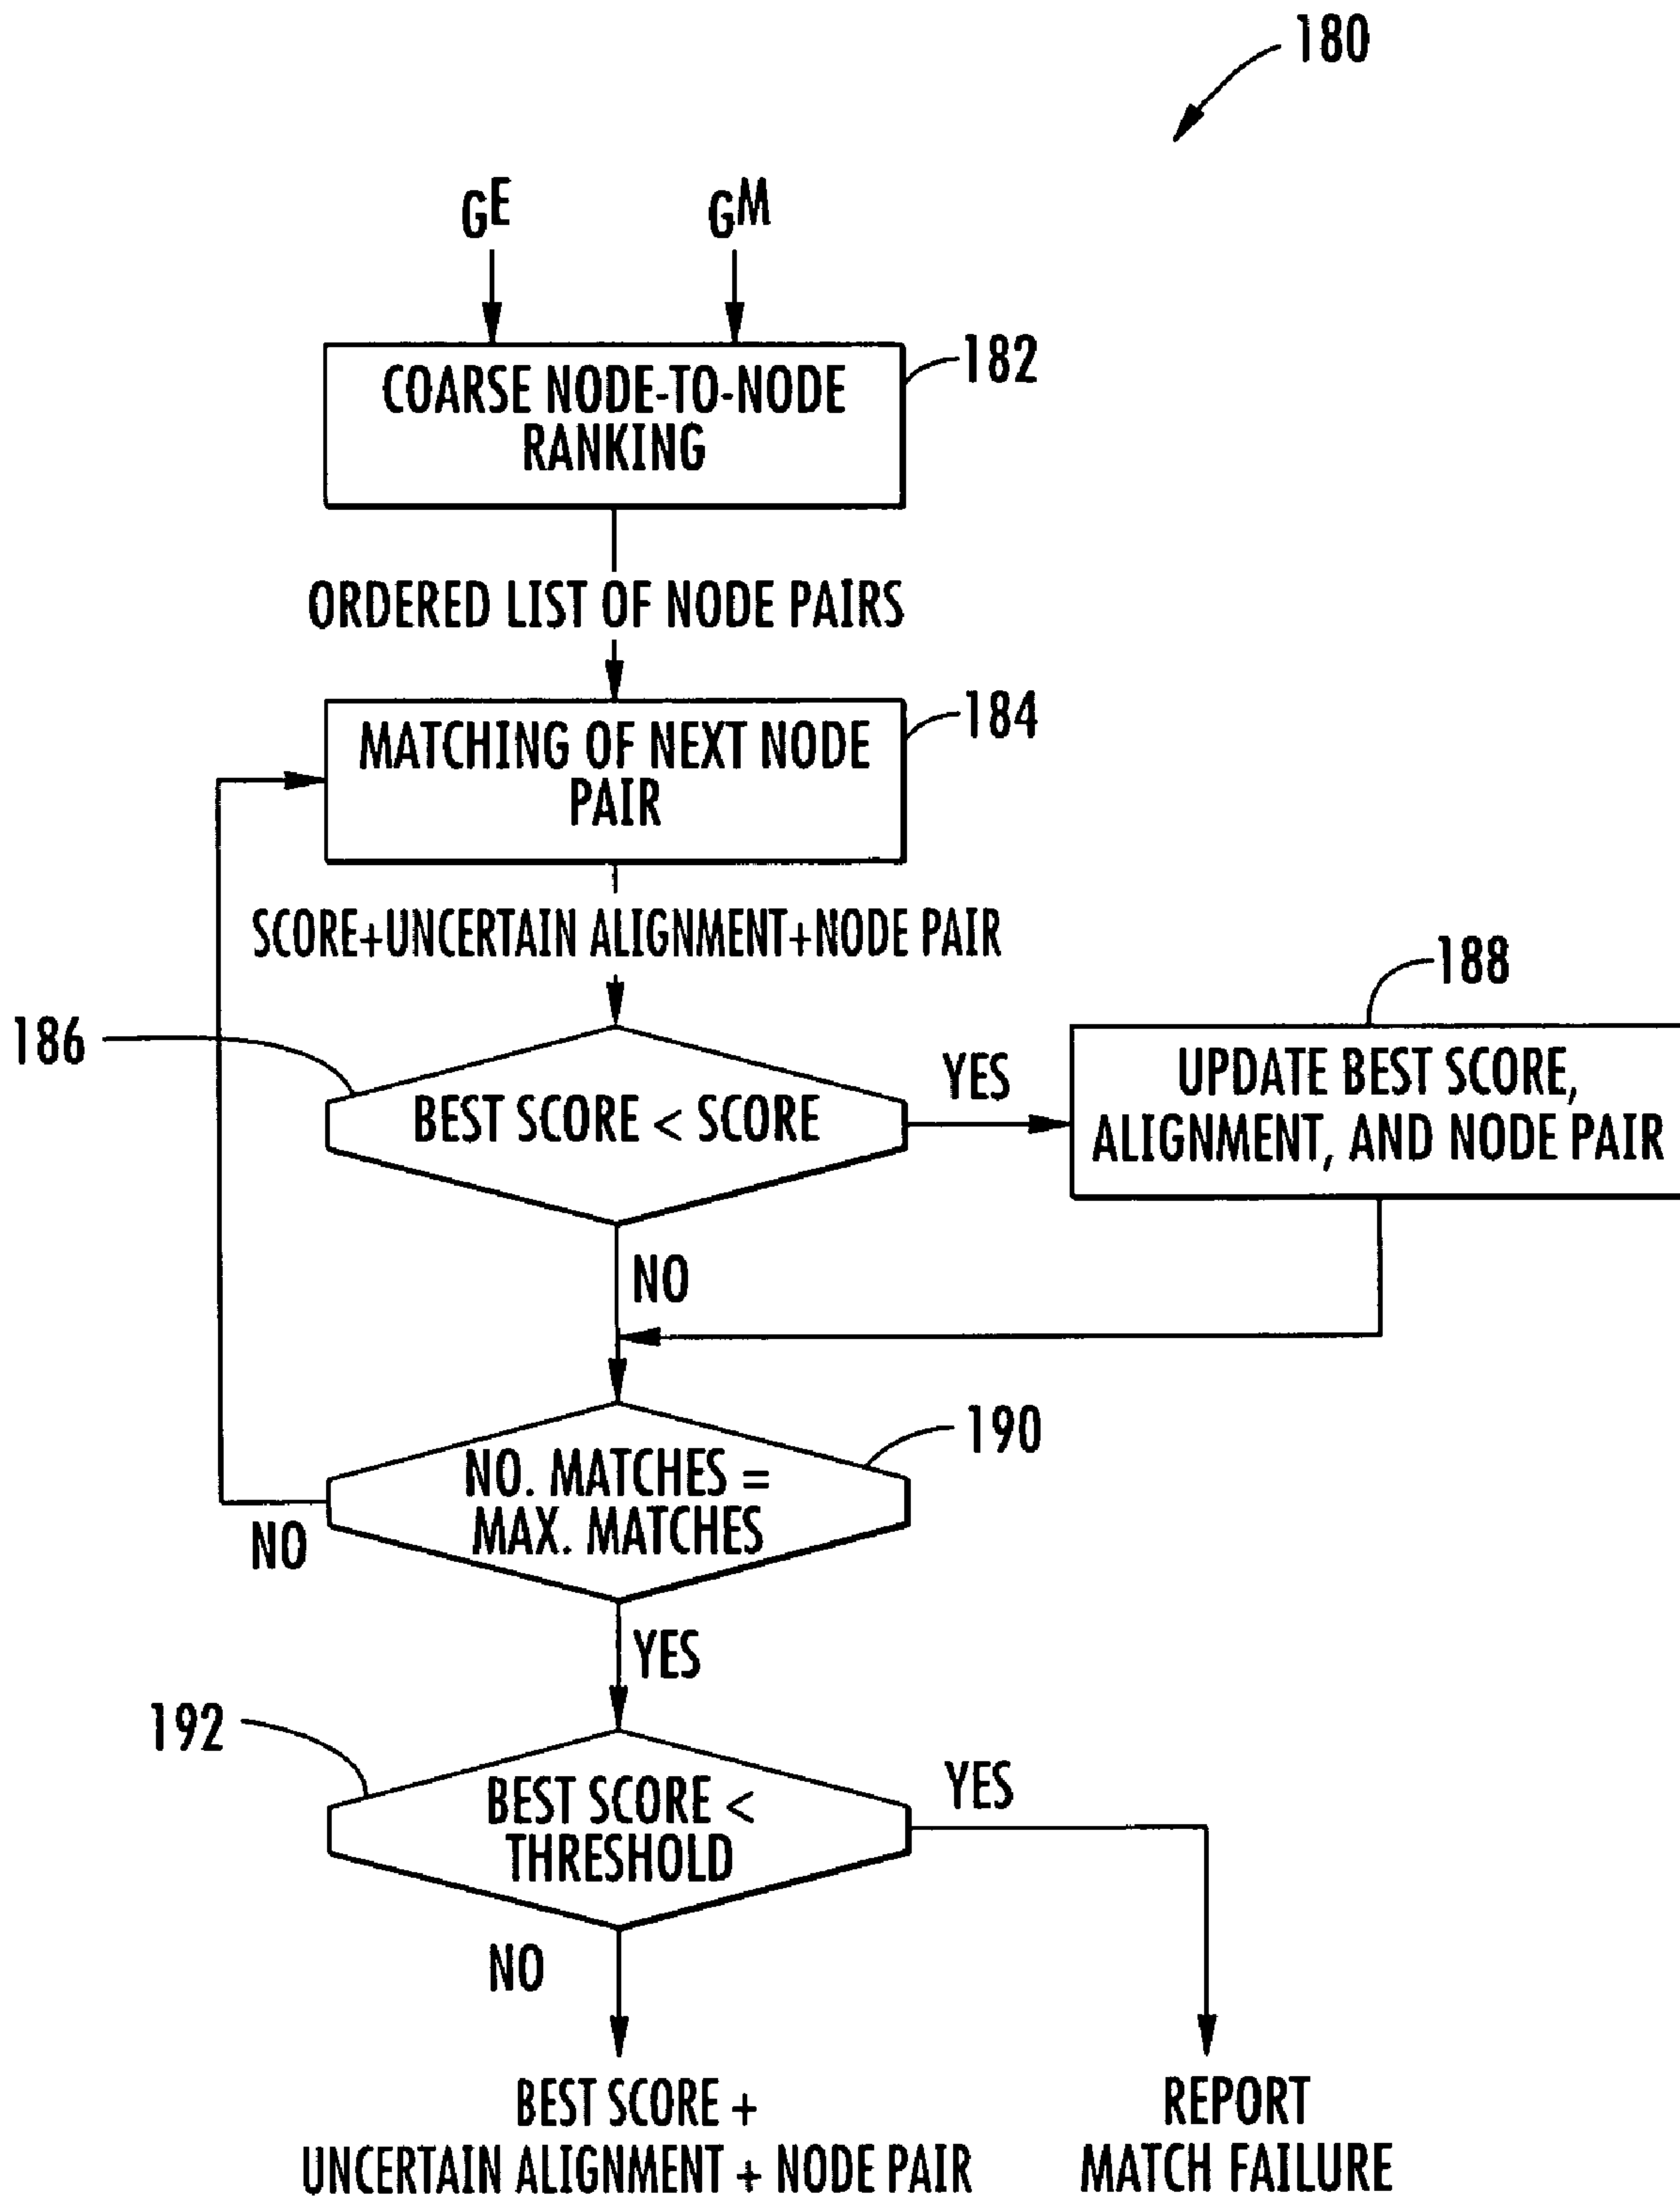 180
GE GM
182
COARSE NODE-TO-NODE
RANKING
ORDERED LIST OF NODE PAIRS
184
MATCHING OF NEXT NODE
PAIR
SCORE+UNCERTAIN ALIGNMENT+NODE PAIR
188
186
YES
UPDATE BEST SCORE,
ALIGNMENT, AND NODE PAIR
BEST SCORE < SCORE
NO
190
NO. MATCHES =
MAX. MATCHES
NO
YES
192
YES
BEST SCORE <
THRESHOLD
NO
BEST SCORE +
UNCERTAIN ALIGNMENT + NODE PAIR
REPORT
MATCH FAILURE